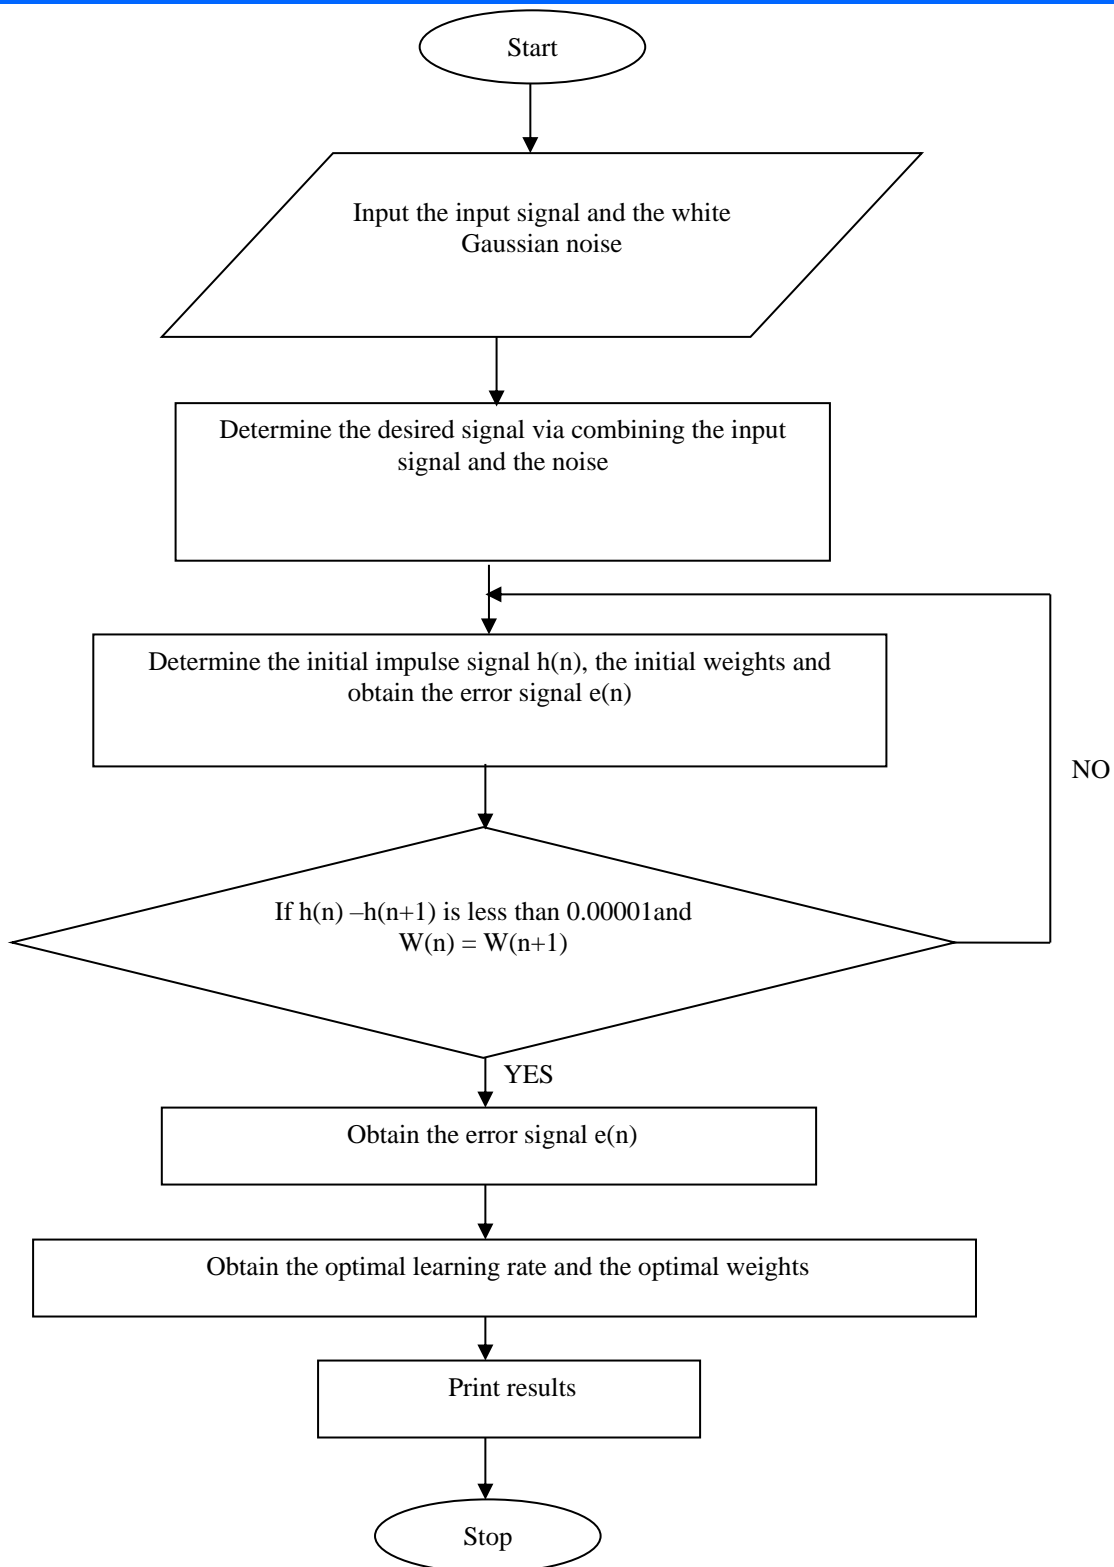 Start
Input the input signal and the white
Gaussian noise
Determine the desired signal via combining the input
signal and the noise
Determine the initial impulse signal h(n), the initial weights and
obtain the error signal e(n)
NO
If h(n) –h(n+1) is less than 0.00001and
W(n) = W(n+1)
YES
Obtain the error signal e(n)
Obtain the optimal learning rate and the optimal weights
Print results
Stop